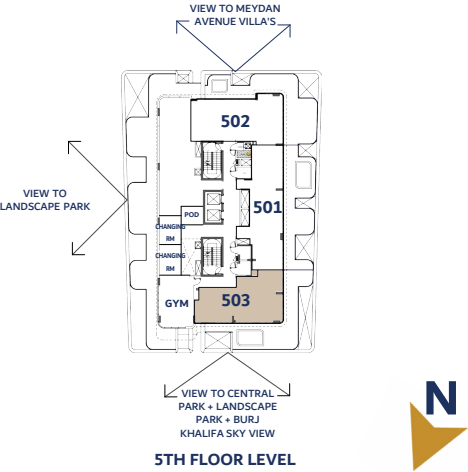 VIEW TO MEYDAN
AVENUE VILLA'S
502
VIEW TO
LANDSCAPE PARK
501
POD
CHANGING
RM
CHANGING
RM
GYM
503
VIEW TO CENTRAL
PARK + LANDSCAPE
PARK + BURJ
KHALIFA SKY VIEW
5TH FLOOR LEVEL
N